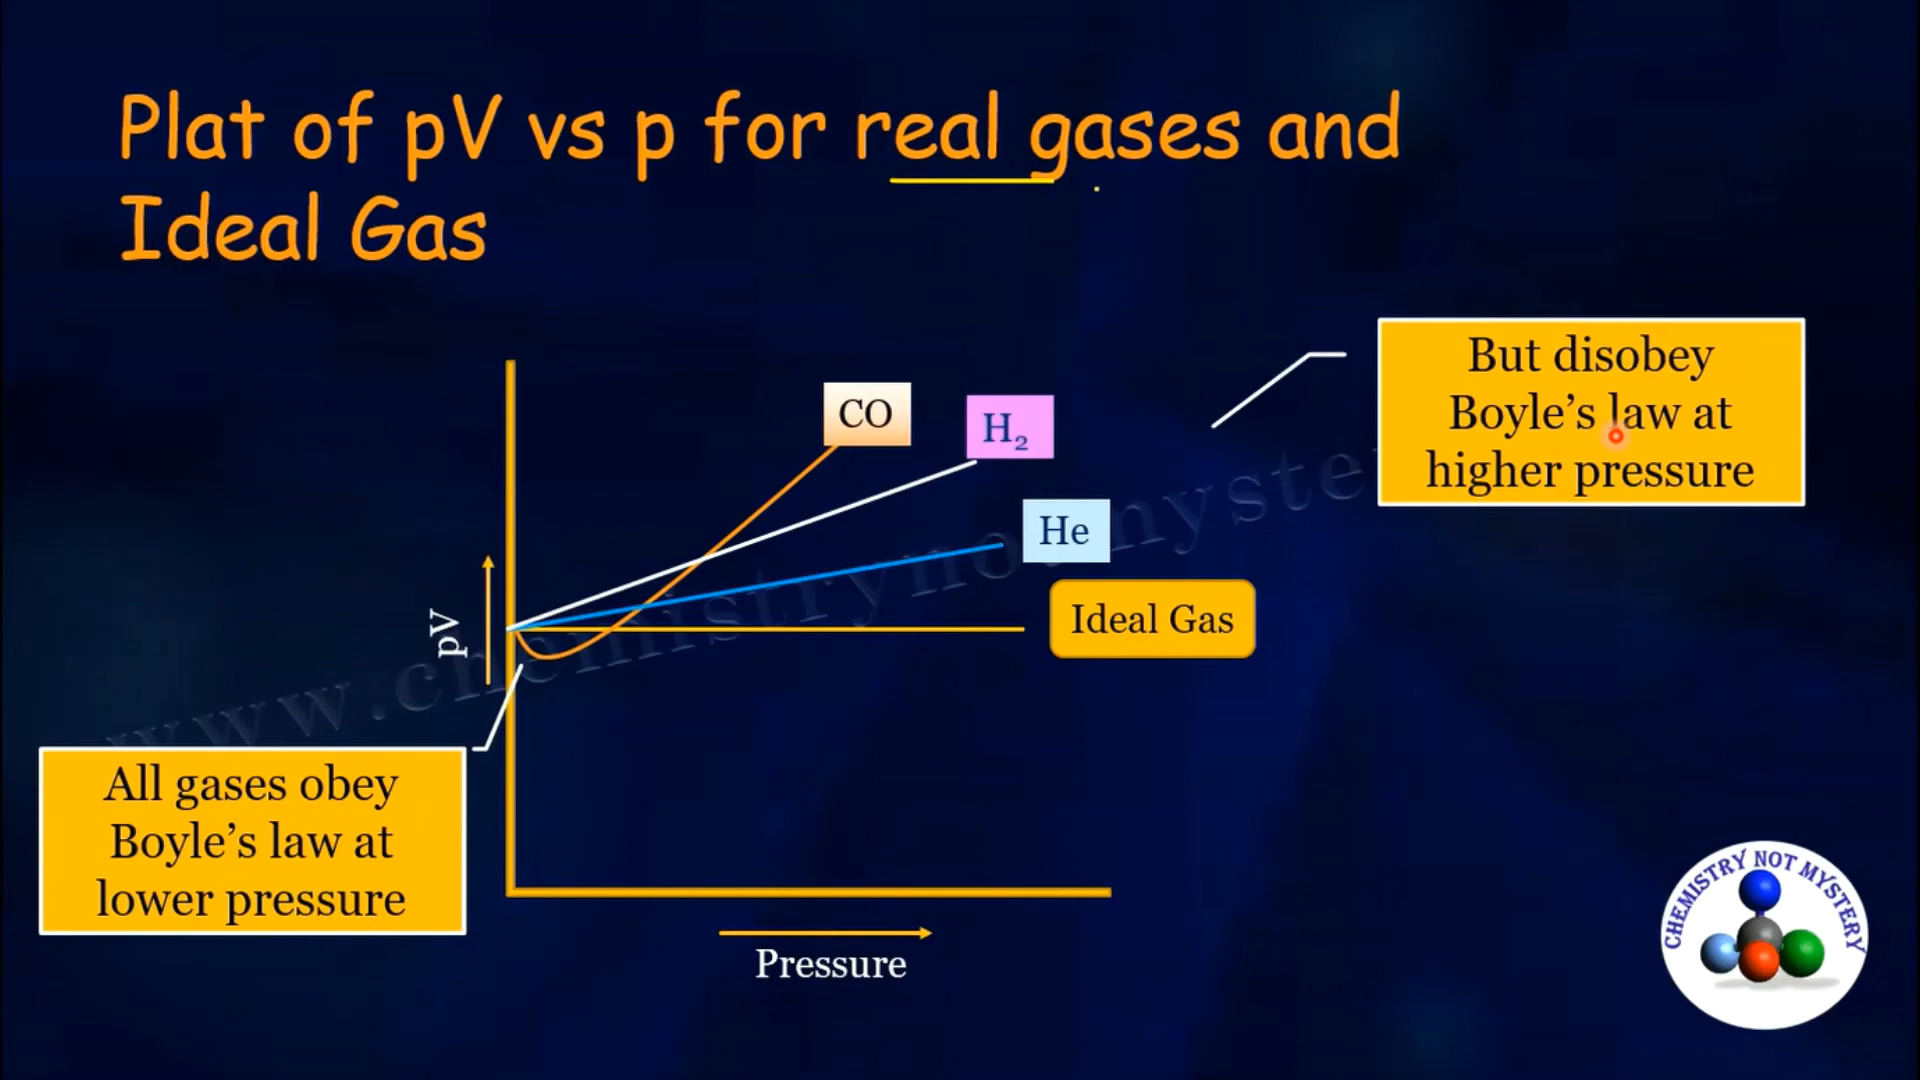 Plat of pV vs p for real gases and
Ideal Gas
But disobey
Boyle's law at
higher pressure
CO
H₂
He
Ideal Gas
pV
All gases obey
Boyle's law at
lower pressure
Pressure
CHEMISTRY NOT MYSTERY